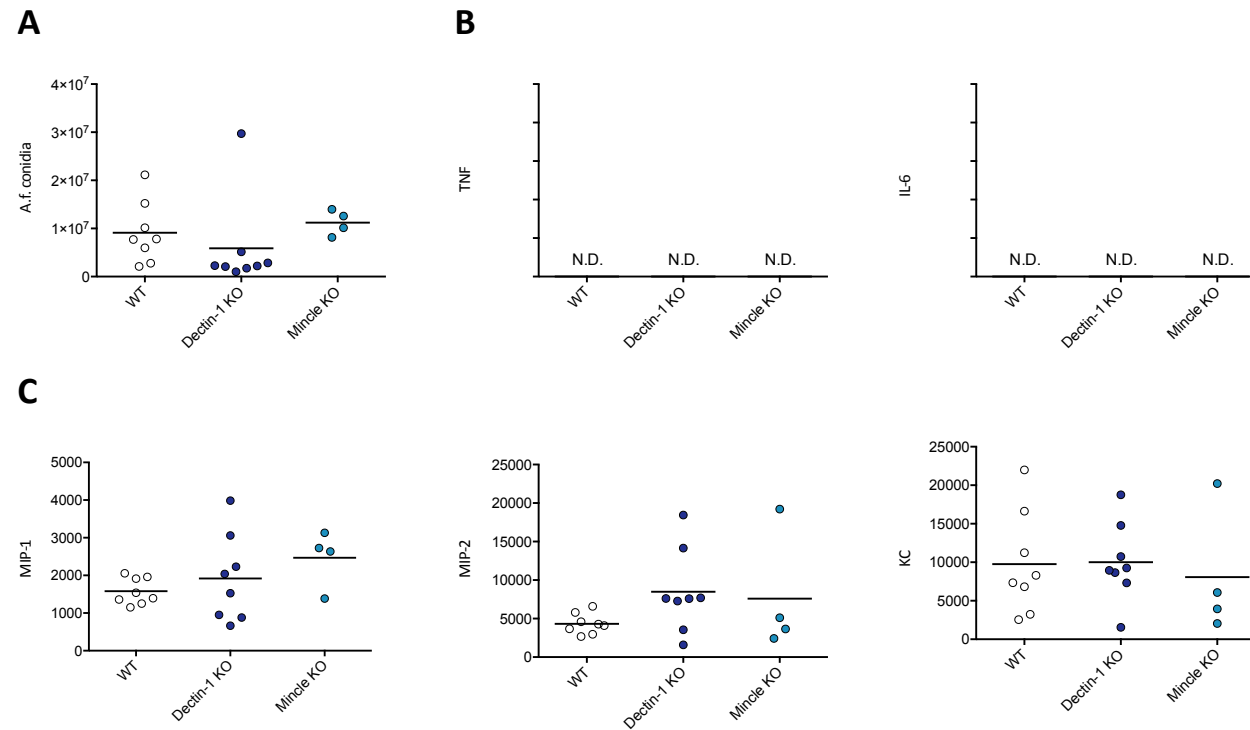 A
B
4×10⁷
3×10⁷
2×10⁷
1×10⁷
0
A.f. conidia
WT
Dectin-1 KO
Mincle KO
TNF
N.D.
N.D.
N.D.
WT
Dectin-1 KO
Mincle KO
IL-6
N.D.
N.D.
N.D.
WT
Dectin-1 KO
Mincle KO
C
5000
4000
3000
2000
1000
0
MIP-1
WT
Dectin-1 KO
Mincle KO
25000
20000
15000
10000
5000
0
MIP-2
WT
Dectin-1 KO
Mincle KO
25000
20000
15000
10000
5000
0
KC
WT
Dectin-1 KO
Mincle KO